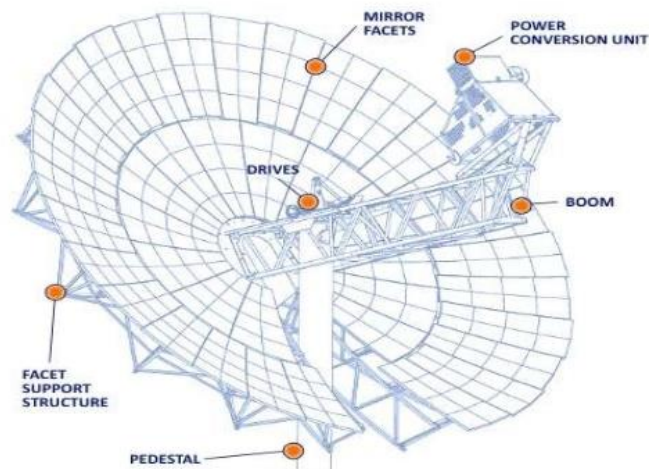 MIRROR
FACETS
POWER
CONVERSION UNIT
DRIVES
BOOM
FACET
SUPPORT
STRUCTURE
PEDESTAL